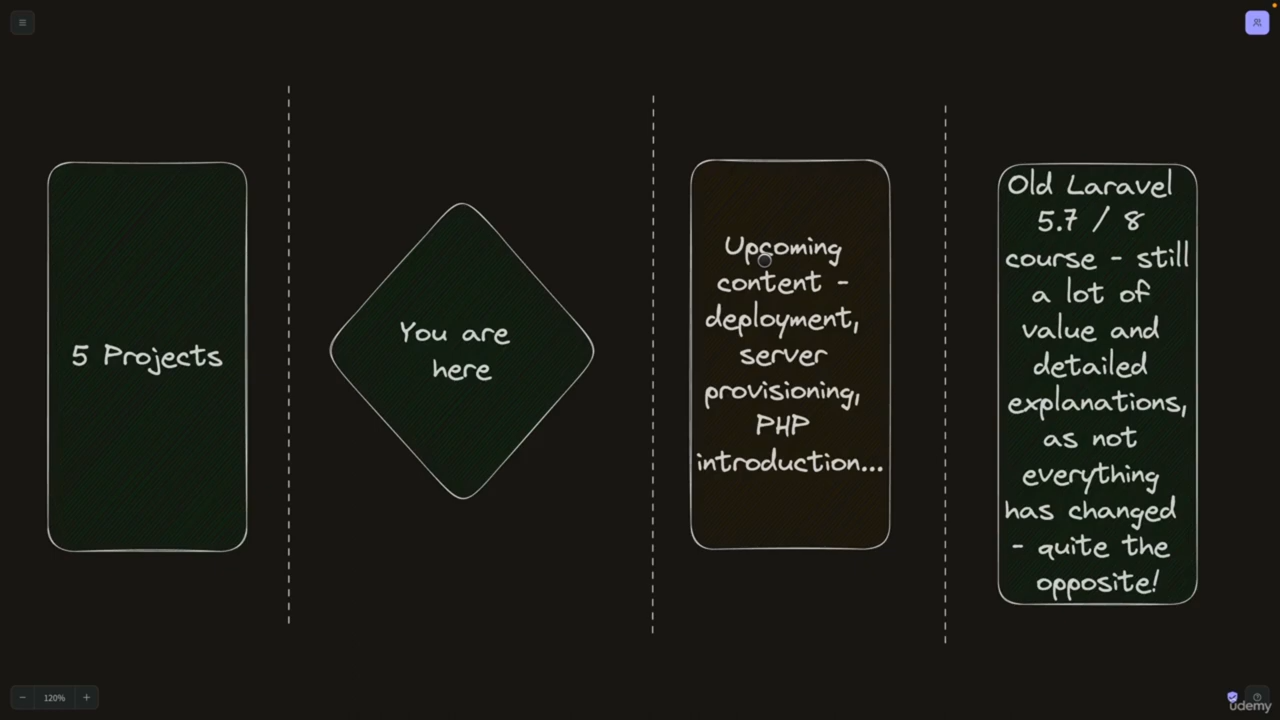 5 Projects
You are
here
Upcoming
content -
deployment,
server
provisioning,
PHP
introduction...
Old Laravel
5.7 / 8
course - still
a lot of
value and
detailed
explanations,
as not
everything
has changed
- quite the
opposite!
120%
udemy